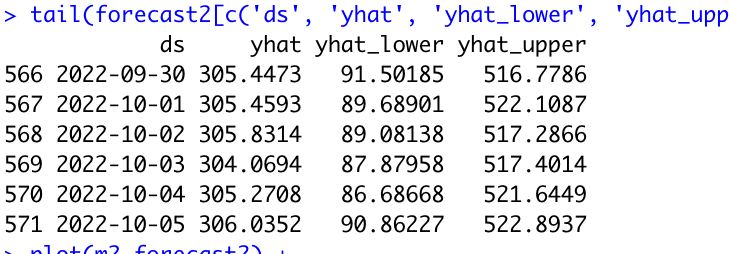 > tail(forecast2[c('ds', 'yhat', 'yhat_lower', 'yhat_upp
ds yhat yhat_lower yhat_upper
566 2022-09-30 305.4473 91.50185 516.7786
567 2022-10-01 305.4593 89.68901 522.1087
568 2022-10-02 305.8314 89.08138 517.2866
569 2022-10-03 304.0694 87.87958 517.4014
570 2022-10-04 305.2708 86.68668 521.6449
571 2022-10-05 306.0352 90.86227 522.8937
> plot(m2, forecast2) +